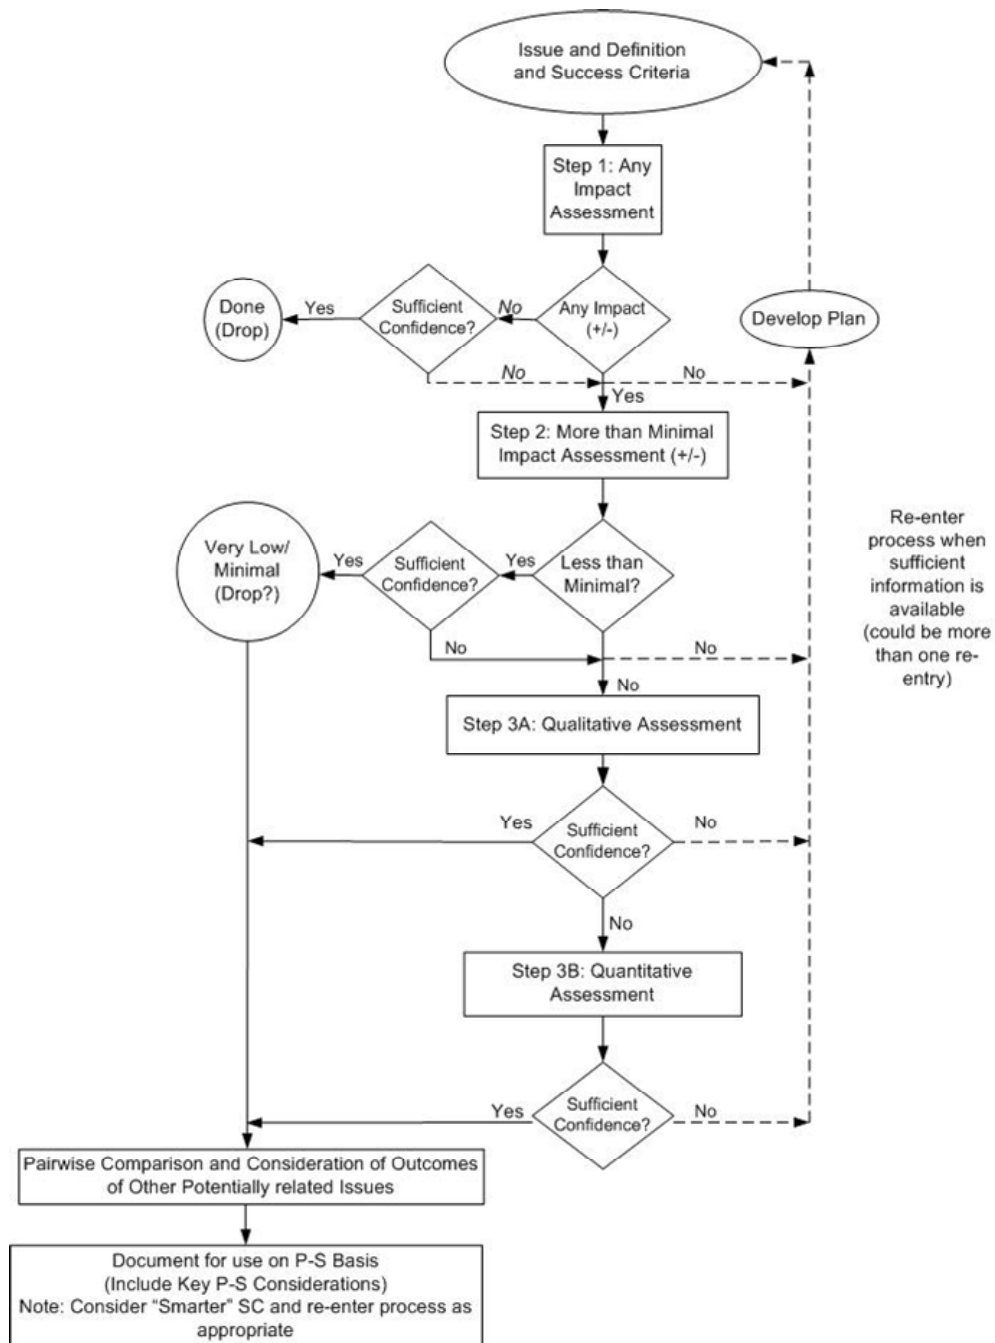 Issue and Definition
and Success Criteria
Step 1: Any
Impact
Assessment
Done
(Drop)
Yes
Sufficient
Confidence?
No
Any Impact
(+/-)
Develop Plan
No
No
Yes
Step 2: More than Minimal
Impact Assessment (+/-)
Very Low/
Minimal
(Drop?)
Yes
Sufficient
Confidence?
Yes
Less than
Minimal?
Re-enter
process when
sufficient
information is
available
(could be more
than one re-
entry)
No
No
No
Step 3A: Qualitative Assessment
Yes
Sufficient
Confidence?
No
No
Step 3B: Quantitative
Assessment
Yes
Sufficient
Confidence?
No
Pairwise Comparison and Consideration of Outcomes
of Other Potentially related Issues
Document for use on P-S Basis
(Include Key P-S Considerations)
Note: Consider “Smarter” SC and re-enter process as
appropriate